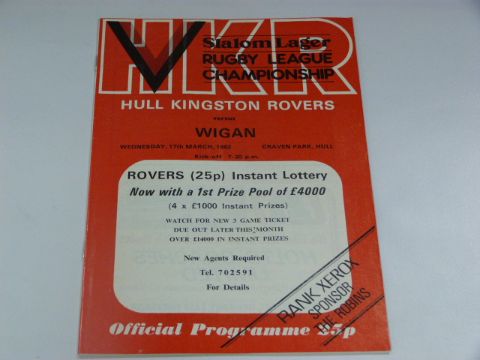 HKR
Slalom Lager
RUGBY LEAGUE
CHAMPIONSHIP
HULL KINGSTON ROVERS
VERSUS
WIGAN
WEDNESDAY, 17th MARCH, 1982
CRAVEN PARK, HULL
Kick-off 7-30 p.m.
ROVERS (25p) Instant Lottery
Now with a 1st Prize Pool of £4000
(4 x £1000 Instant Prizes)
WATCH FOR NEW 3 GAME TICKET
DUE OUT LATER THIS MONTH
OVER £14000 IN INSTANT PRIZES
New Agents Required
Tel. 702591
For Details
RANK XEROX
SPONSOR
THE ROBINS
Official Programme 25p